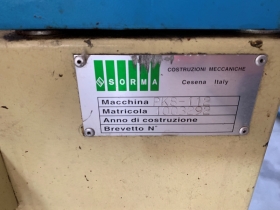 COSTRUZIONI MECCANICHE
SORMA
Cesena Italy
Macchina
Matricola
Anno di costruzione
Brevetto N°